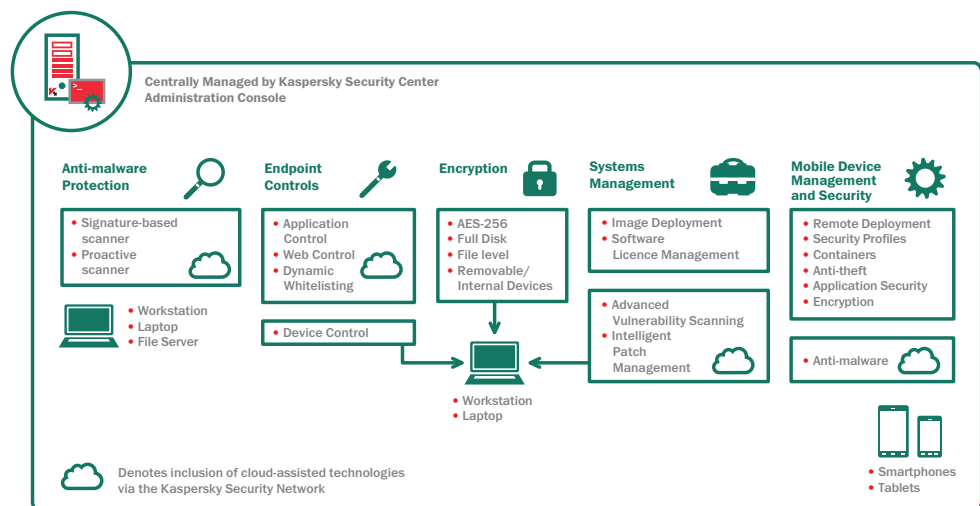 Centrally Managed by Kaspersky Security Center
Administration Console
Anti-malware
Protection
• Signature-based
scanner
• Proactive
scanner
• Workstation
• Laptop
• File Server
Endpoint
Controls
• Application
Control
• Web Control
• Dynamic
Whitelisting
• Device Control
Encryption
• AES-256
• Full Disk
• File level
• Removable/
Internal Devices
• Workstation
• Laptop
Systems
Management
• Image Deployment
• Software
Licence Management
• Advanced
Vulnerability Scanning
• Intelligent
Patch
Management
Mobile Device
Management
and Security
• Remote Deployment
• Security Profiles
• Containers
• Anti-theft
• Application Security
• Encryption
• Anti-malware
• Smartphones
• Tablets
Denotes inclusion of cloud-assisted technologies
via the Kaspersky Security Network